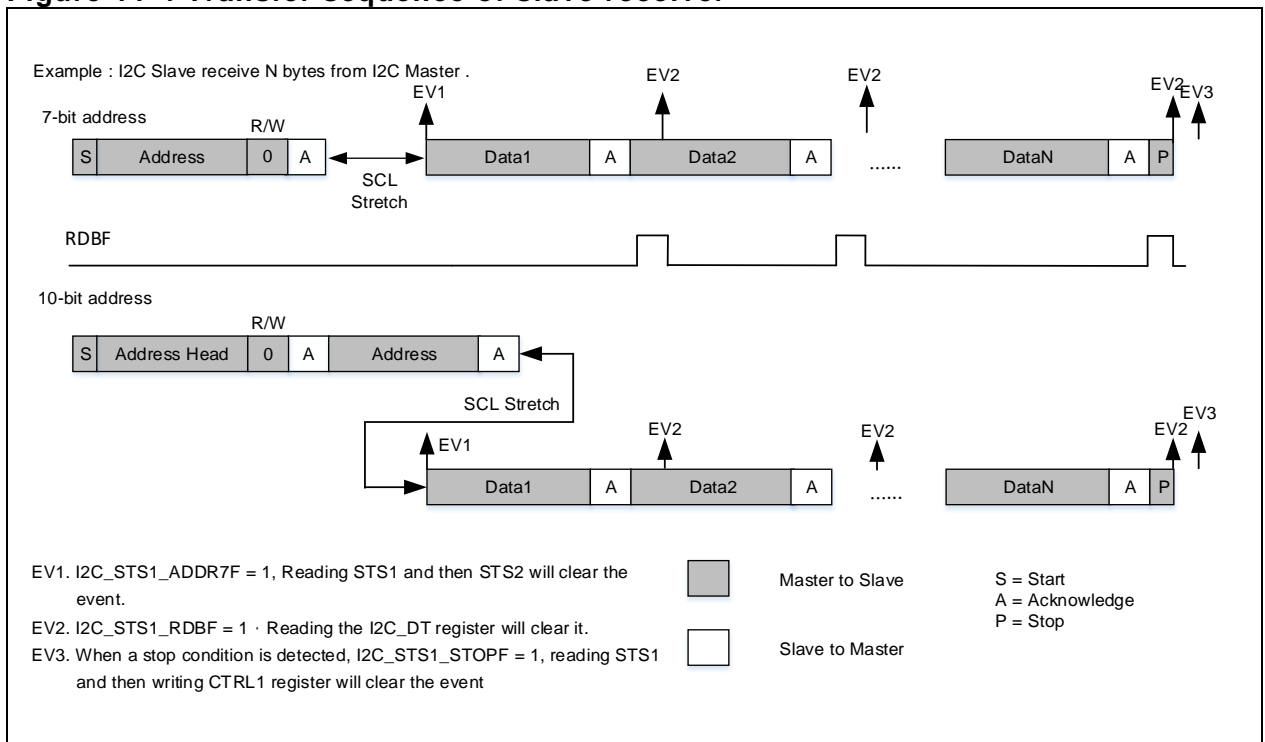 Example : I2C Slave receive N bytes from I2C Master .
EV1
EV2
EV2
EV2
EV3
7-bit address
R/W
S Address 0 A Data1 A Data2 A ...... DataN A P
SCL
Stretch
RDBF
10-bit address
R/W
S Address Head 0 A Address A
SCL Stretch
EV1
EV2
EV2
EV2
EV3
Data1 A Data2 A ...... DataN A P
EV1. I2C_STS1_ADDR7F = 1, Reading STS1 and then STS2 will clear the
event.
EV2. I2C_STS1_RDBF = 1 · Reading the I2C_DT register will clear it.
EV3. When a stop condition is detected, I2C_STS1_STOPF = 1, reading STS1
and then writing CTRL1 register will clear the event
Master to Slave
Slave to Master
S = Start
A = Acknowledge
P = Stop